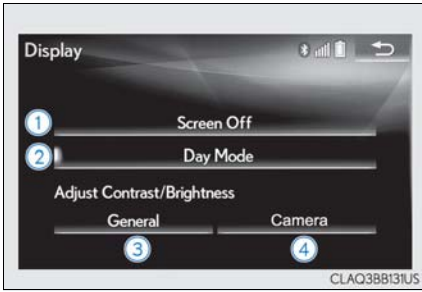 Display
1 Screen Off
2 Day Mode
Adjust Contrast/Brightness
General Camera
3 4
CLAQ3BB131US